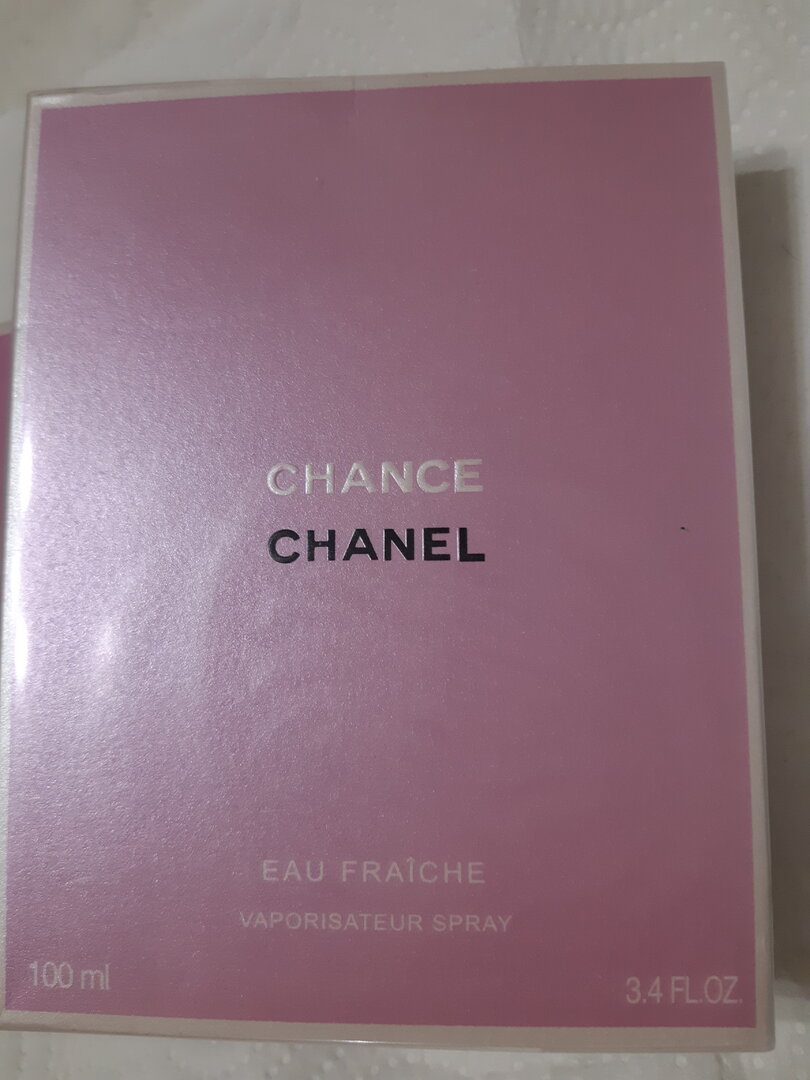 CHANCE
CHANEL
EAU FRAÎCHE
VAPORISATEUR SPRAY
100 ml
3.4 FL.OZ.